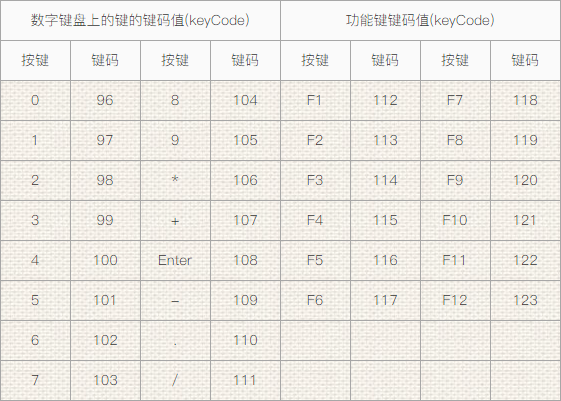 数字键盘上的键的键码值(keyCode) 功能键键码值(keyCode)
按键 键码 按键 键码 按键 键码 按键 键码
0 96 8 104 F1 112 F7 118
1 97 9 105 F2 113 F8 119
2 98 * 106 F3 114 F9 120
3 99 + 107 F4 115 F10 121
4 100 Enter 108 F5 116 F11 122
5 101 - 109 F6 117 F12 123
6 102 . 110
7 103 / 111